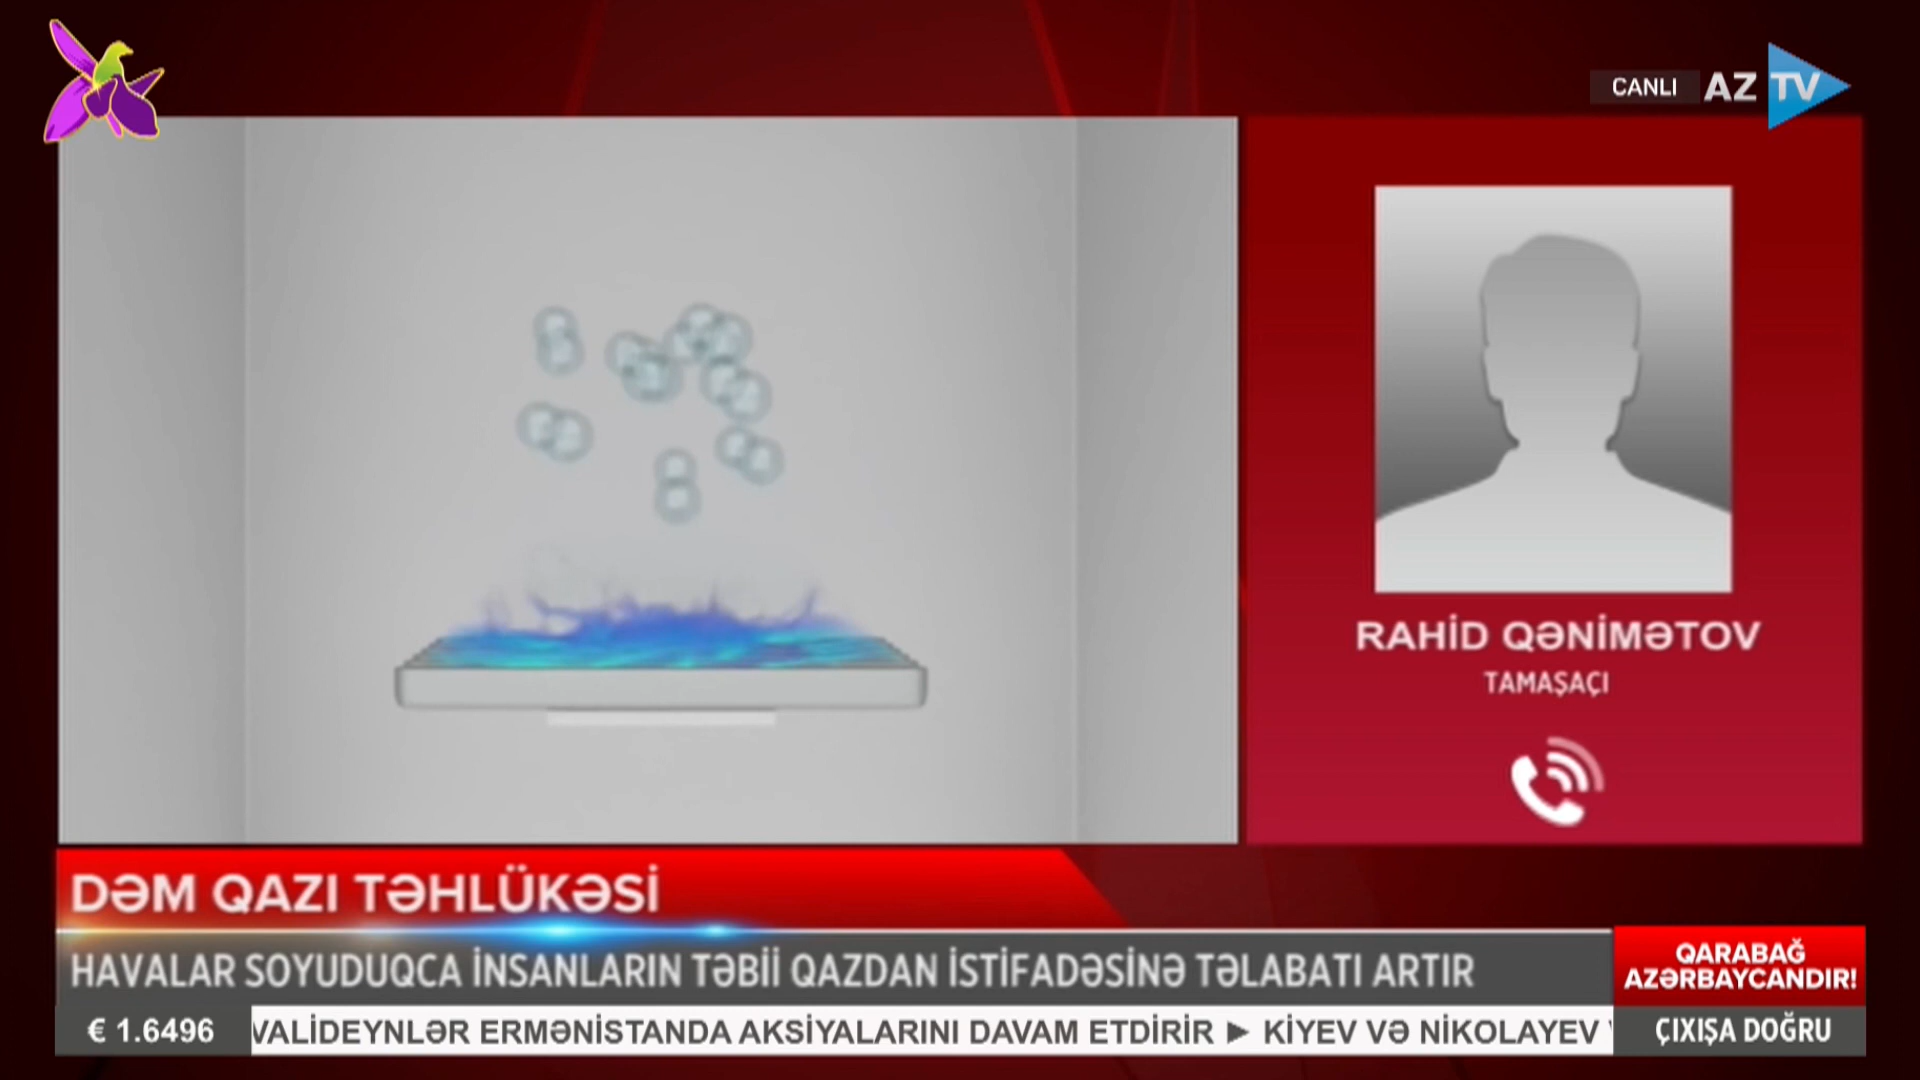 CANLI AZTV
RAHİD QƏNİMƏTOV
TAMAŞAÇI
DƏM QAZI TƏHLÜKƏSİ
HAVALAR SOYUDUQCA İNSANLARIN TƏBİİ QAZDAN İSTİFADƏSİNƏ TƏLABATI ARTIR
QARABAĞ
AZƏRBAYCANDIR!
€ 1.6496
VALİDEYNLƏR ERMƏNİSTANDA AKSİYALARINI DAVAM ETDİRİR ► KİYEV VƏ NİKOLAYEV
ÇIXIŞA DOĞRU